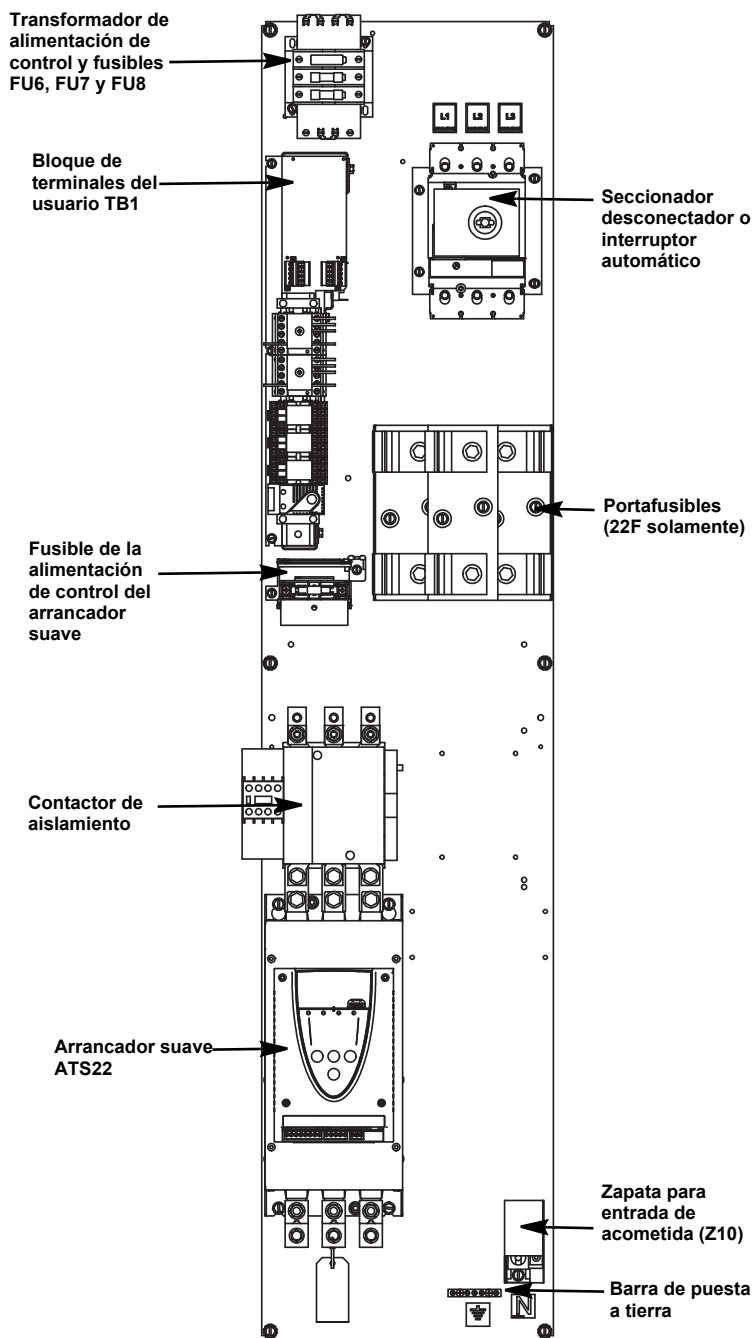 Transformador de
alimentación de
control y fusibles
FU6, FU7 y FU8
L1 L2 L3
Bloque de
terminales del
usuario TB1
Seccionador
desconectador o
interruptor
automático
Portafusibles
(22F solamente)
Fusible de la
alimentación
de control del
arrancador
suave
Contactor de
aislamiento
Arrancador suave
ATS22
Zapata para
entrada de
acometida (Z10)
Barra de puesta
a tierra
N